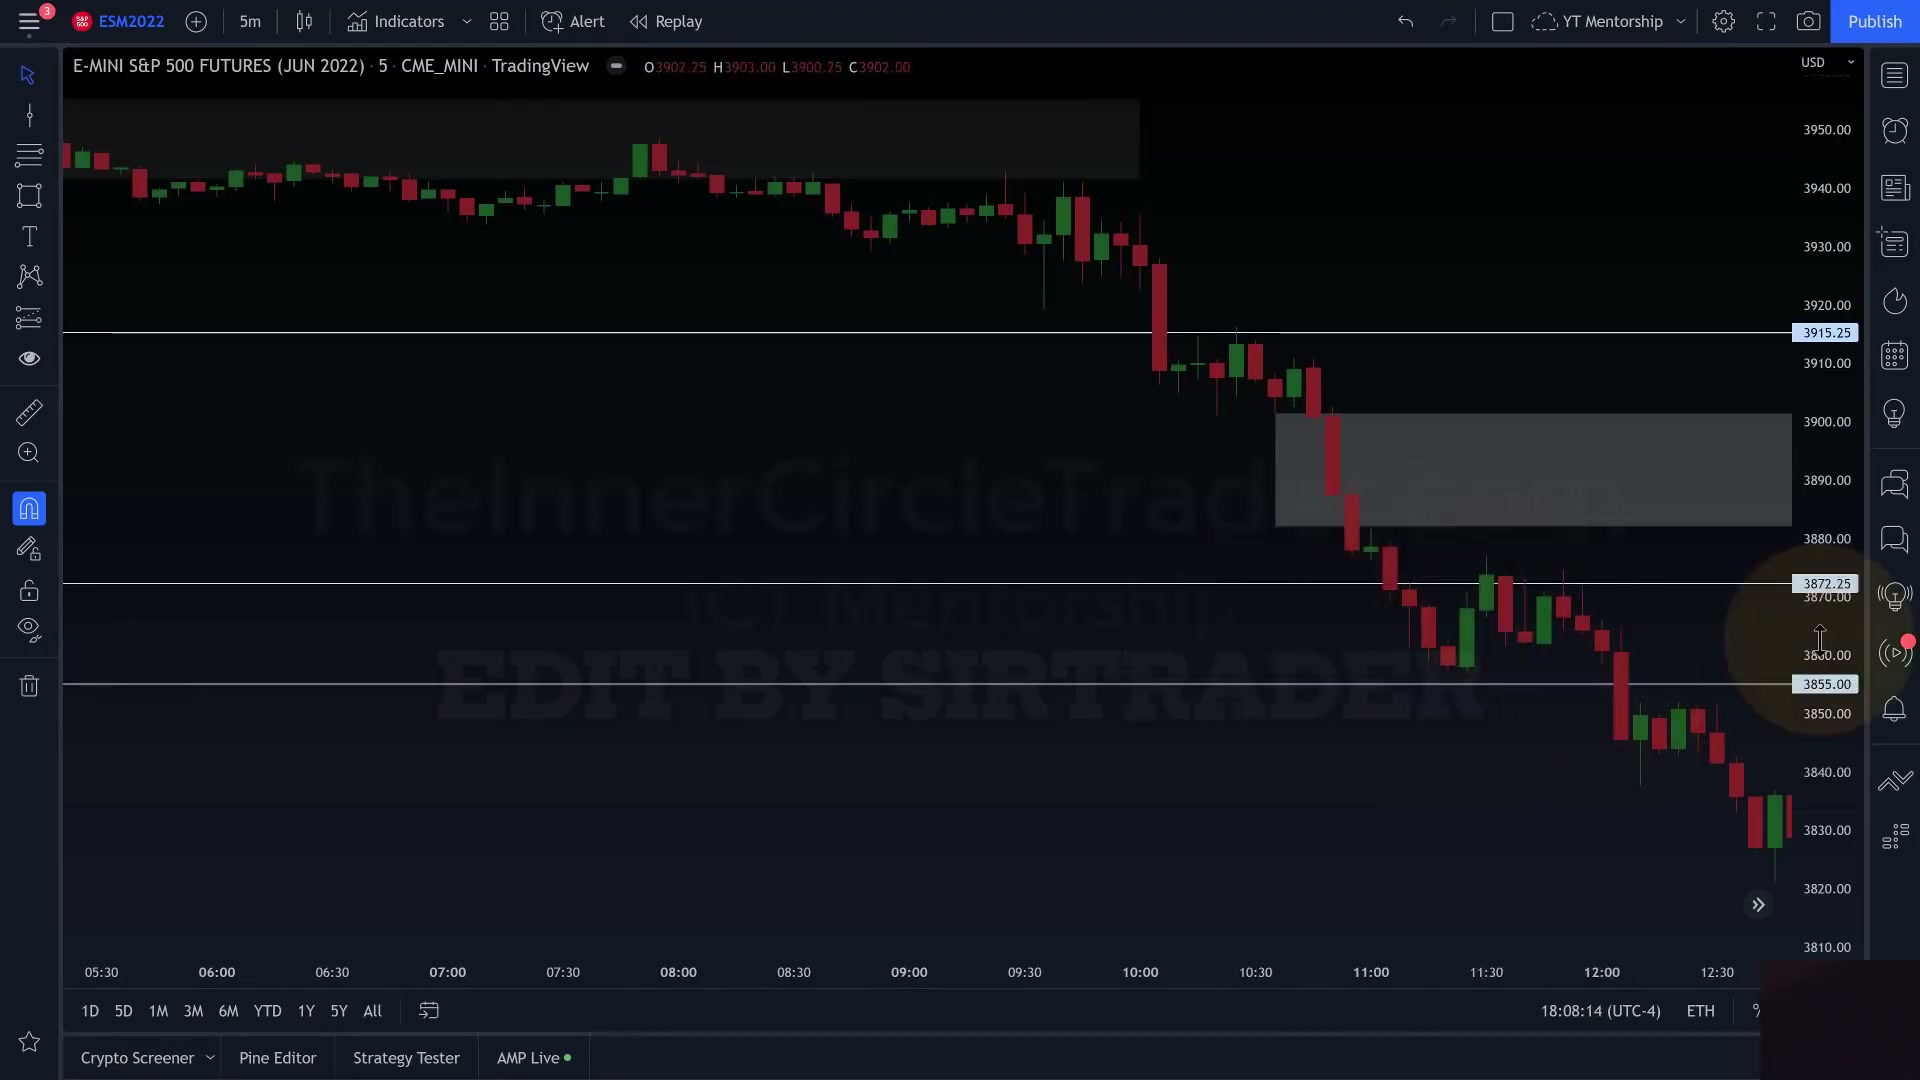 3
S&P 500
ESM2022
5m
Indicators
Alert
Replay
YT Mentorship
Publish
E-MINI S&P 500 FUTURES (JUN 2022) · 5 · CME_MINI · TradingView
O3902.25 H3903.00 L3900.25 C3902.00
USD
3950.00
3940.00
3930.00
3920.00
3915.25
3910.00
3900.00
3890.00
3880.00
3872.25
3870.00
3860.00
3855.00
3850.00
3840.00
3830.00
3820.00
3810.00
ICT Mentorship
EDIT BY SIRTRADER
05:30
06:00
06:30
07:00
07:30
08:00
08:30
09:00
09:30
10:00
10:30
11:00
11:30
12:00
12:30
1D
5D
1M
3M
6M
YTD
1Y
5Y
All
18:08:14 (UTC-4)
ETH
Crypto Screener
Pine Editor
Strategy Tester
AMP Live